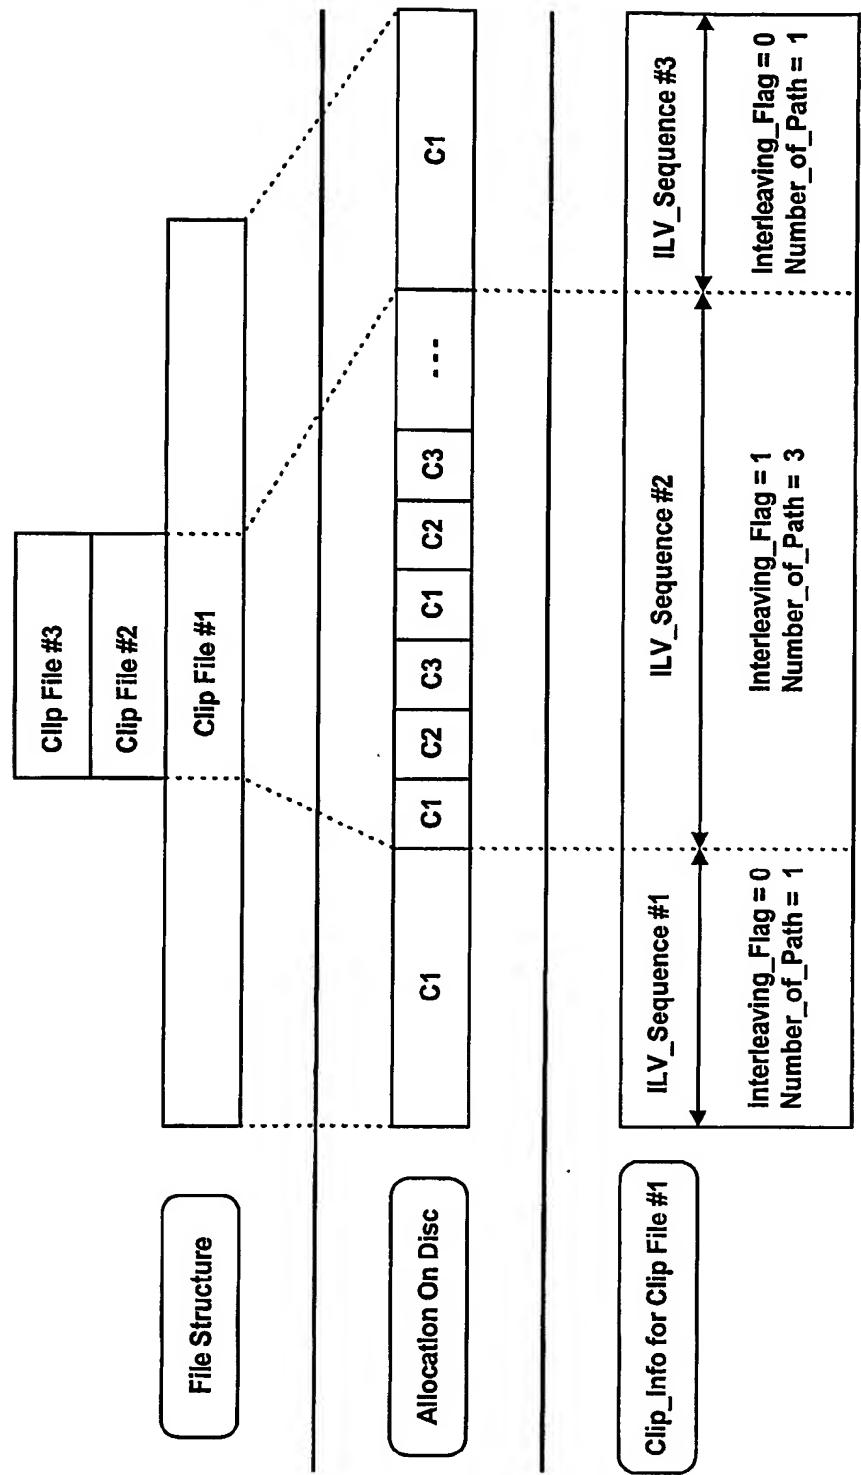 File Structure
Clip File #3
Clip File #2
Clip File #1
Allocation On Disc
C1
C1
C2
C3
C1
C2
C3
---
C1
Clip_Info for Clip File #1
ILV_Sequence #1
Interleaving_Flag = 0
Number_of_Path = 1
ILV_Sequence #2
Interleaving_Flag = 1
Number_of_Path = 3
ILV_Sequence #3
Interleaving_Flag = 0
Number_of_Path = 1